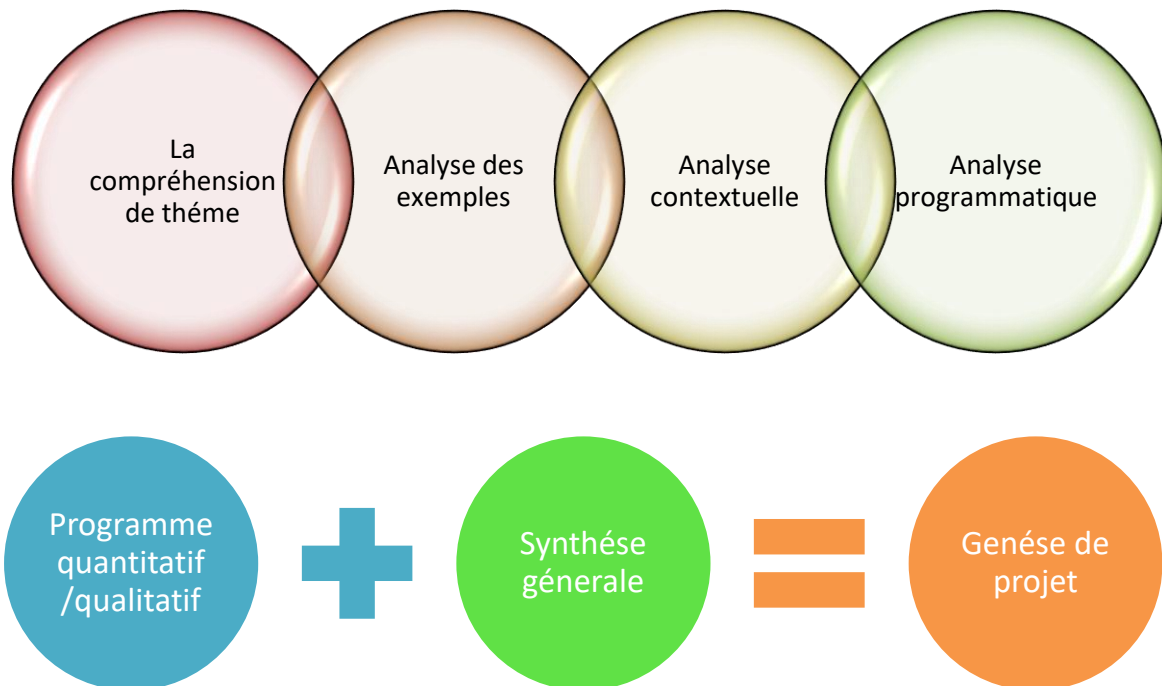 La
compréhension
de théme
Analyse des
exemples
Analyse
contextuelle
Analyse
programmatique
Programme
quantitatif
/qualitatif
Synthése
génerale
Genése de
projet